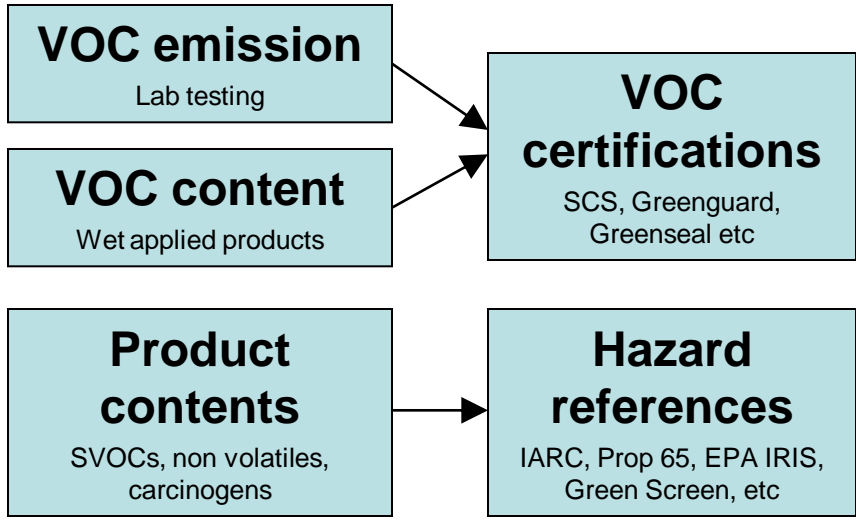 VOC emission
Lab testing
VOC content
Wet applied products
VOC
certifications
SCS, Greenguard,
Greenseal etc
Product
contents
SVOCs, non volatiles,
carcinogens
Hazard
references
IARC, Prop 65, EPA IRIS,
Green Screen, etc